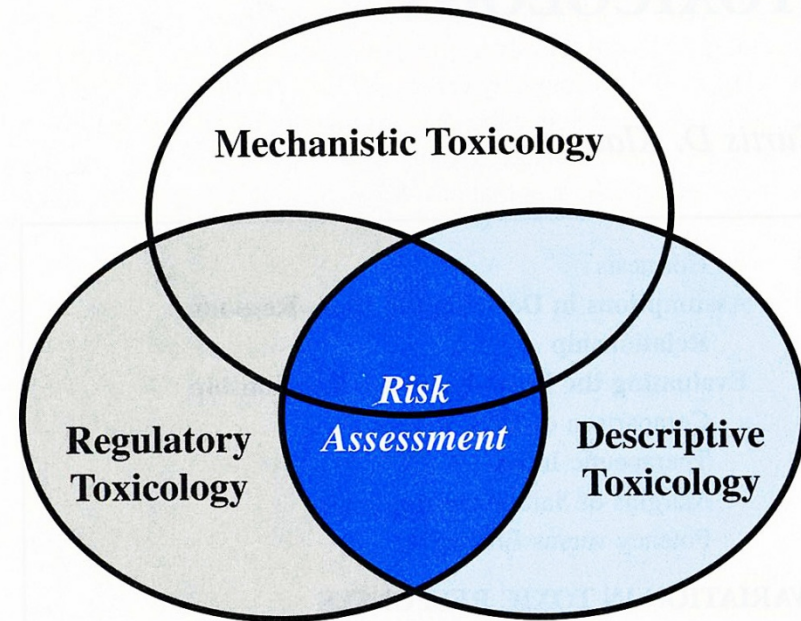 Mechanistic Toxicology
Risk
Assessment
Regulatory
Toxicology
Descriptive
Toxicology